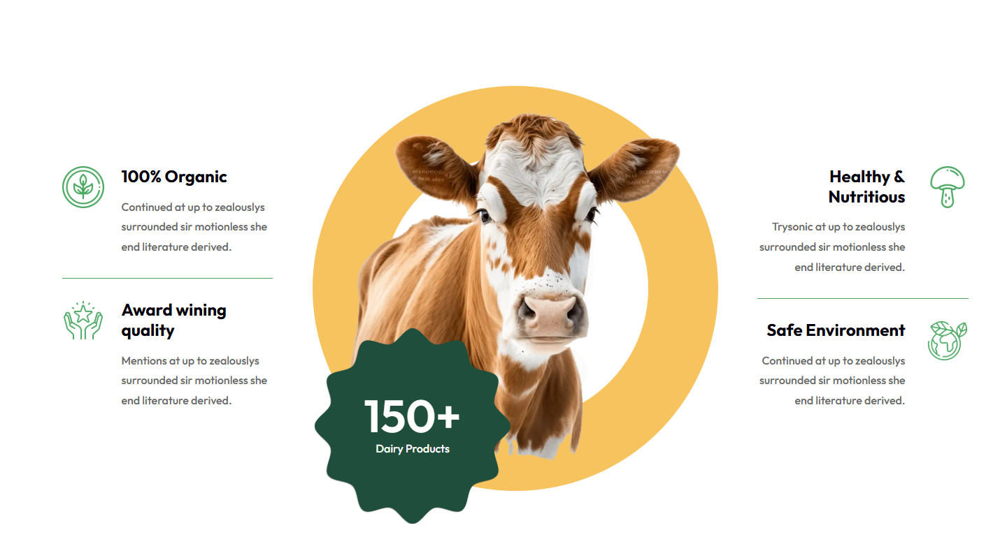 100% Organic
Continued at up to zealouslys
surrounded sir motionless she
end literature derived.
Award wining
quality
Mentions at up to zealouslys
surrounded sir motionless she
end literature derived.
150+
Dairy Products
Healthy &
Nutritious
Trysonic at up to zealouslys
surrounded sir motionless she
end literature derived.
Safe Environment
Continued at up to zealouslys
surrounded sir motionless she
end literature derived.